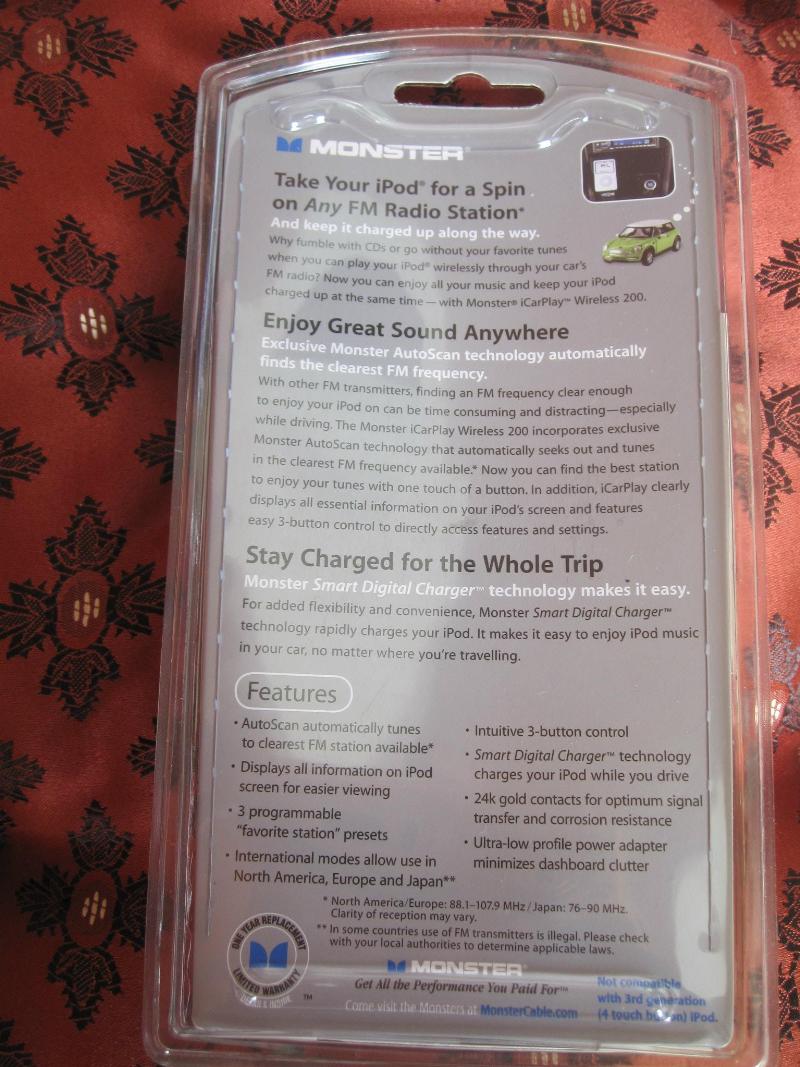 MONSTER®
Take Your iPod® for a Spin
on Any FM Radio Station*
And keep it charged up along the way.
Why fumble with CDs or go without your favorite tunes
when you can play your iPod® wirelessly through your car's
FM radio? Now you can enjoy all your music and keep your iPod
charged up at the same time — with Monster® iCarPlay™ Wireless 200.
Enjoy Great Sound Anywhere
Exclusive Monster AutoScan technology automatically
finds the clearest FM frequency.
With other FM transmitters, finding an FM frequency clear enough
to enjoy your iPod on can be time consuming and distracting—especially
while driving. The Monster iCarPlay Wireless 200 incorporates exclusive
Monster AutoScan technology that automatically seeks out and tunes
in the clearest FM frequency available.* Now you can find the best station
to enjoy your tunes with one touch of a button. In addition, iCarPlay clearly
displays all essential information on your iPod's screen and features
easy 3-button control to directly access features and settings.
Stay Charged for the Whole Trip
Monster Smart Digital Charger™ technology makes it easy.
For added flexibility and convenience, Monster Smart Digital Charger™
technology rapidly charges your iPod. It makes it easy to enjoy iPod music
in your car, no matter where you're travelling.
Features
• AutoScan automatically tunes
to clearest FM station available*
• Displays all information on iPod
screen for easier viewing
• 3 programmable
"favorite station" presets
• International modes allow use in
North America, Europe and Japan**
• Intuitive 3-button control
• Smart Digital Charger™ technology
charges your iPod while you drive
• 24k gold contacts for optimum signal
transfer and corrosion resistance
• Ultra-low profile power adapter
minimizes dashboard clutter
* North America/Europe: 88.1–107.9 MHz / Japan: 76–90 MHz.
Clarity of reception may vary.
** In some countries use of FM transmitters is illegal. Please check
with your local authorities to determine applicable laws.
ONE YEAR REPLACEMENT
LIMITED WARRANTY
DETAILS INSIDE
™
MONSTER®
Get All the Performance You Paid For™
Come visit the Monsters at MonsterCable.com
Not compatible
with 3rd generation
(4 touch button) iPod.